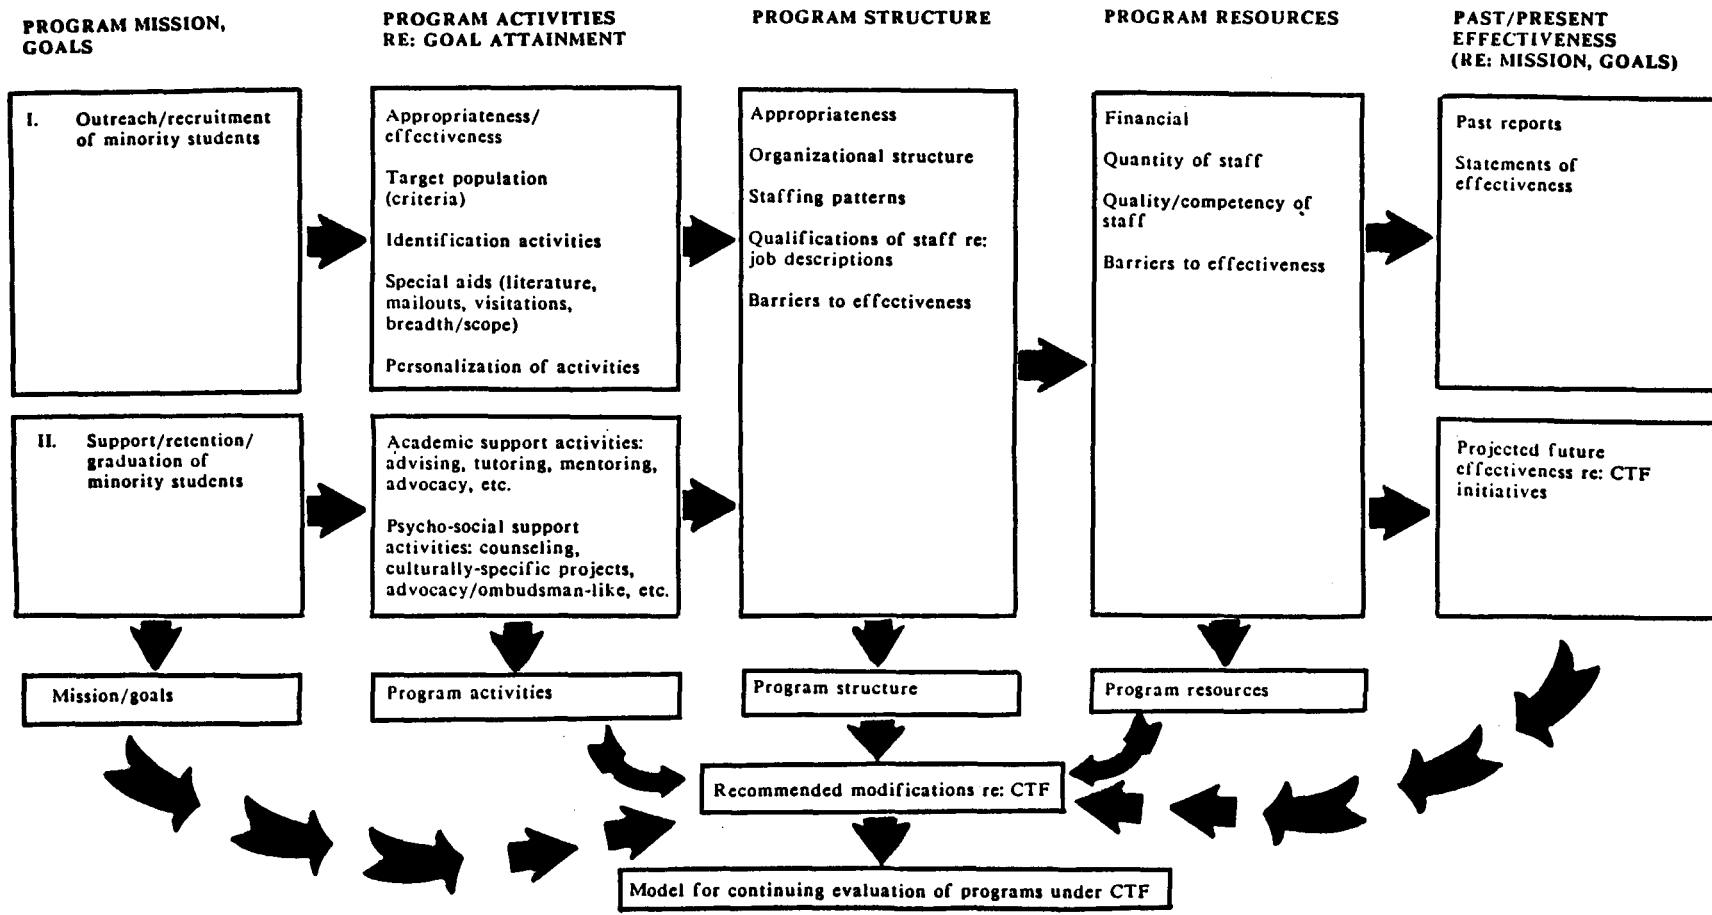 PROGRAM MISSION,
GOALS
PROGRAM ACTIVITIES
RE: GOAL ATTAINMENT
PROGRAM STRUCTURE
PROGRAM RESOURCES
PAST/PRESENT
EFFECTIVENESS
(RE: MISSION, GOALS)
I. Outreach/recruitment
of minority students
Appropriateness/
effectiveness
Target population
(criteria)
Identification activities
Special aids (literature,
mailouts, visitations,
breadth/scope)
Personalization of activities
Appropriateness
Organizational structure
Staffing patterns
Qualifications of staff re:
job descriptions
Barriers to effectiveness
Financial
Quantity of staff
Quality/competency of
staff
Barriers to effectiveness
Past reports
Statements of
effectiveness
II. Support/retention/
graduation of
minority students
Academic support activities:
advising, tutoring, mentoring,
advocacy, etc.
Psycho-social support
activities: counseling,
culturally-specific projects,
advocacy/ombudsman-like, etc.
Projected future
effectiveness re: CTF
initiatives
Mission/goals
Program activities
Program structure
Program resources
Recommended modifications re: CTF
Model for continuing evaluation of programs under CTF